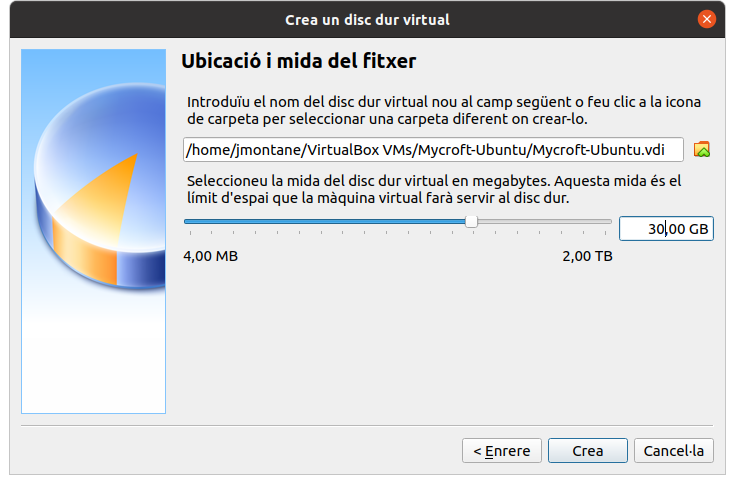 Crea un disc dur virtual
Ubicació i mida del fitxer
Introduïu el nom del disc dur virtual nou al camp següent o feu clic a la icona
de carpeta per seleccionar una carpeta diferent on crear-lo.
/home/jmontane/VirtualBox VMs/Mycroft-Ubuntu/Mycroft-Ubuntu.vdi
Seleccioneu la mida del disc dur virtual en megabytes. Aquesta mida és el
límit d'espai que la màquina virtual farà servir al disc dur.
30,00 GB
4,00 MB 2,00 TB
< Enrere Crea Cancel·la